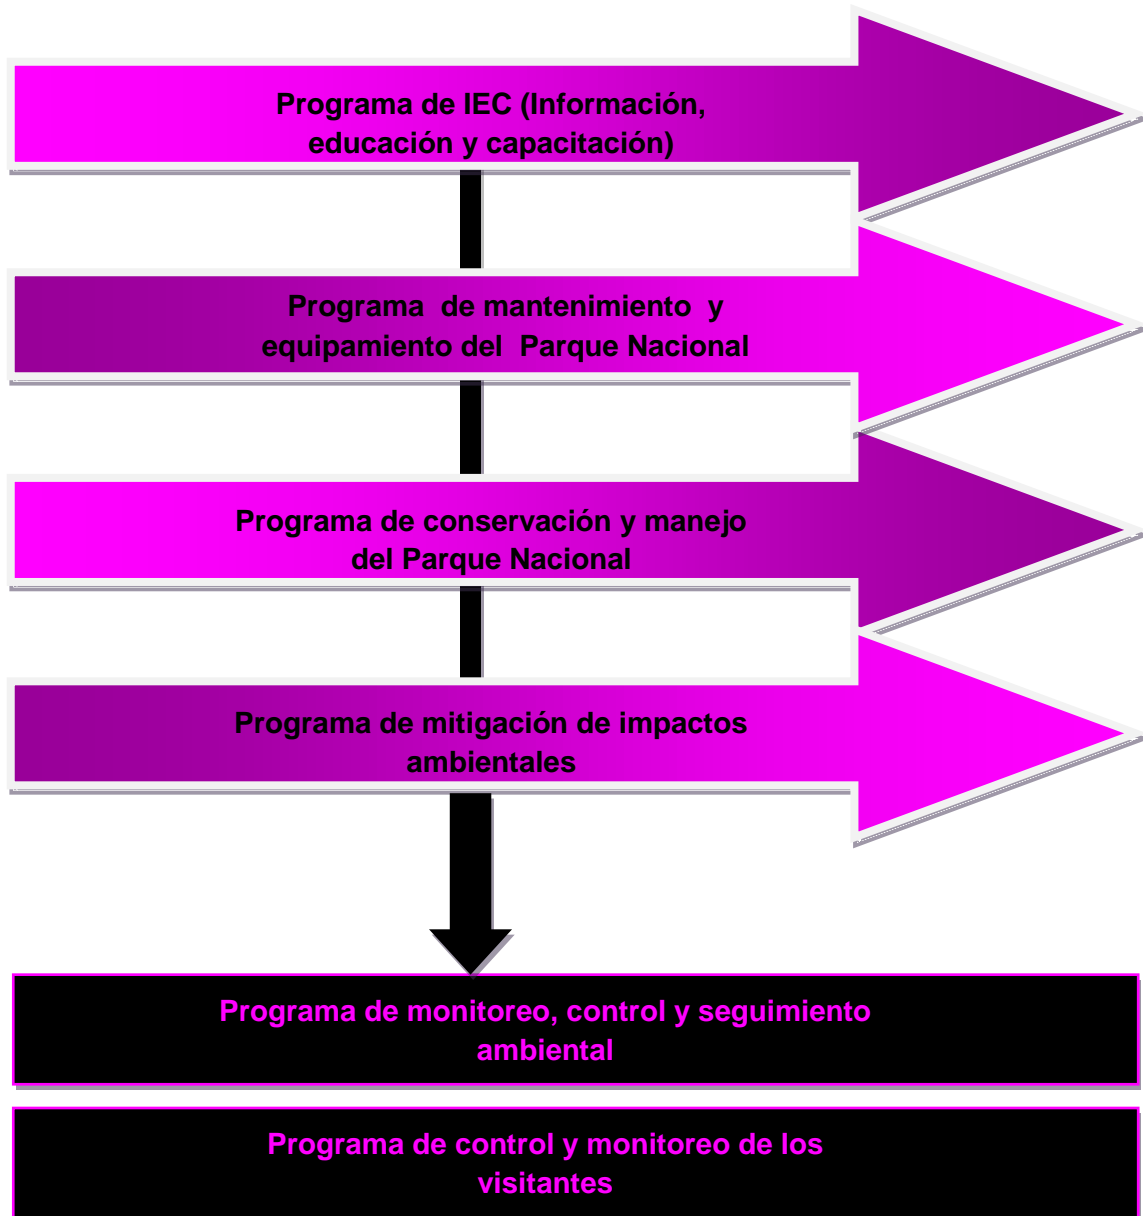 Programa de IEC (Información,
educación y capacitación)
Programa de mantenimiento y
equipamiento del Parque Nacional
Programa de conservación y manejo
del Parque Nacional
Programa de mitigación de impactos
ambientales
Programa de monitoreo, control y seguimiento
ambiental
Programa de control y monitoreo de los
visitantes